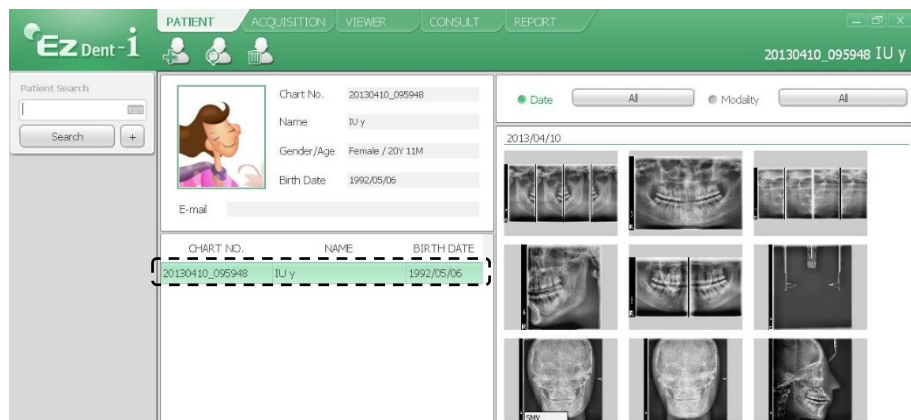 Ez Dent-i
PATIENT ACQUISITION VIEWER CONSULT REPORT
20130410_095948 IU y
Patient Search
Search +
Chart No. 20130410_095948
Name IU y
Gender/Age Female / 20Y 11M
Birth Date 1992/05/06
E-mail
CHART NO. NAME BIRTH DATE
20130410_095948 IU y 1992/05/06
Date All Modality All
2013/04/10
SMV